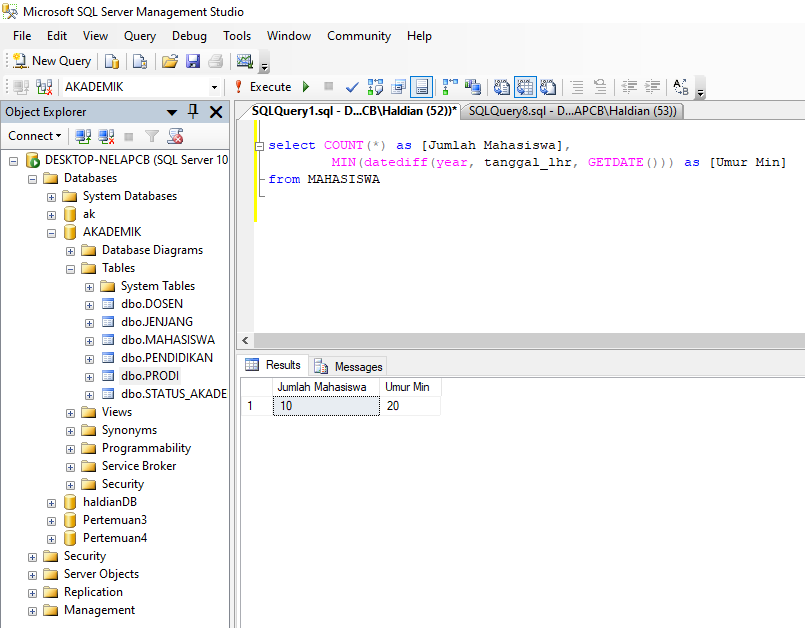 Microsoft SQL Server Management Studio
File Edit View Query Debug Tools Window Community Help
New Query
AKADEMIK Execute
Object Explorer
Connect
DESKTOP-NELAPCB (SQL Server 10
Databases
System Databases
ak
AKADEMIK
Database Diagrams
Tables
System Tables
dbo.DOSEN
dbo.JENJANG
dbo.MAHASISWA
dbo.PENDIDIKAN
dbo.PRODI
dbo.STATUS_AKADE
Views
Synonyms
Programmability
Service Broker
Security
haldianDB
Pertemuan3
Pertemuan4
Security
Server Objects
Replication
Management
SQLQuery1.sql - D...CB\Haldian (52))* SQLQuery8.sql - D...APCB\Haldian (53))
select COUNT(*) as [Jumlah Mahasiswa],
MIN(datediff(year, tanggal_lhr, GETDATE())) as [Umur Min]
from MAHASISWA
Results Messages
Jumlah Mahasiswa Umur Min
1 10 20